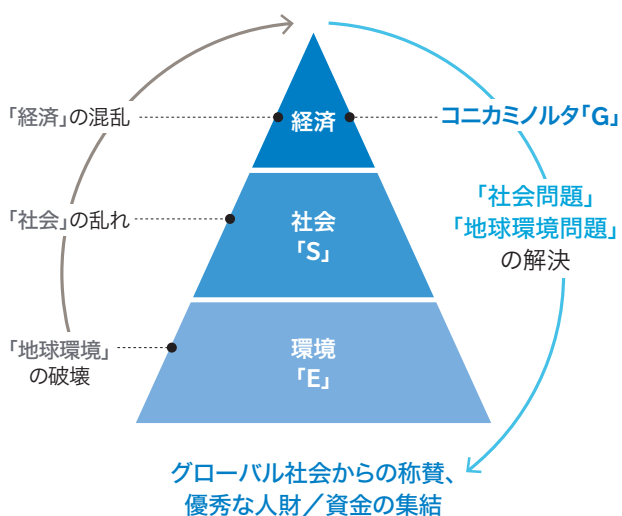 経済
「経済」の混乱
コニカミノルタ「G」
社会
「S」
「社会」の乱れ
「社会問題」
「地球環境問題」
の解決
環境
「E」
「地球環境」
の破壊
グローバル社会からの称賛、
優秀な人財／資金の集結